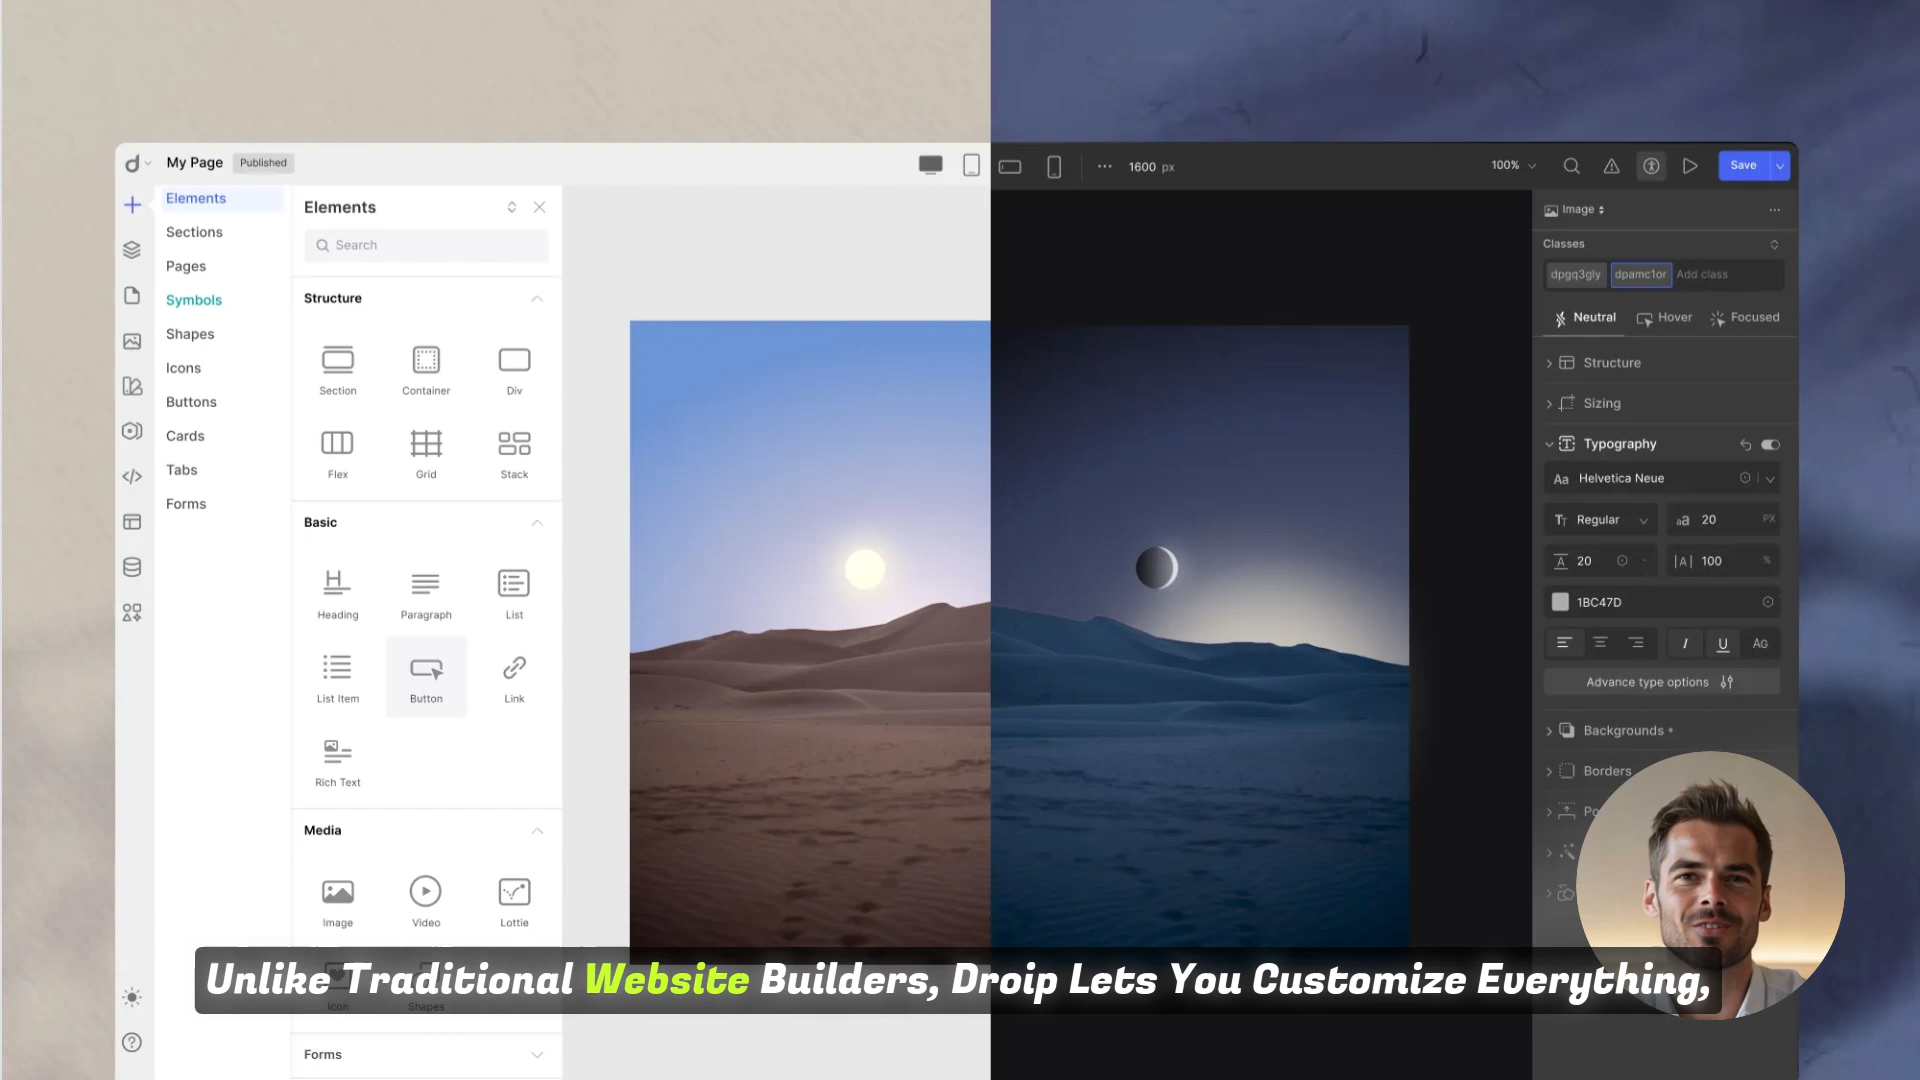 My Page
Published
1600 px
100%
Save
Elements
Sections
Pages
Symbols
Shapes
Icons
Buttons
Cards
Tabs
Forms
Elements
Search
Structure
Section
Container
Div
Flex
Grid
Stack
Basic
Heading
Paragraph
List
List Item
Button
Link
Rich Text
Media
Image
Video
Lottie
Icon
Shapes
Forms
Image
Classes
dpgq3gly
dpamc1or
Add class
Neutral
Hover
Focused
Structure
Sizing
Typography
Aa Helvetica Neue
Regular
aA 20 PX
20
|A| 100 %
1BC47D
I U AG
Advance type options
Backgrounds
Borders
Unlike Traditional Website Builders, Droip Lets You Customize Everything,